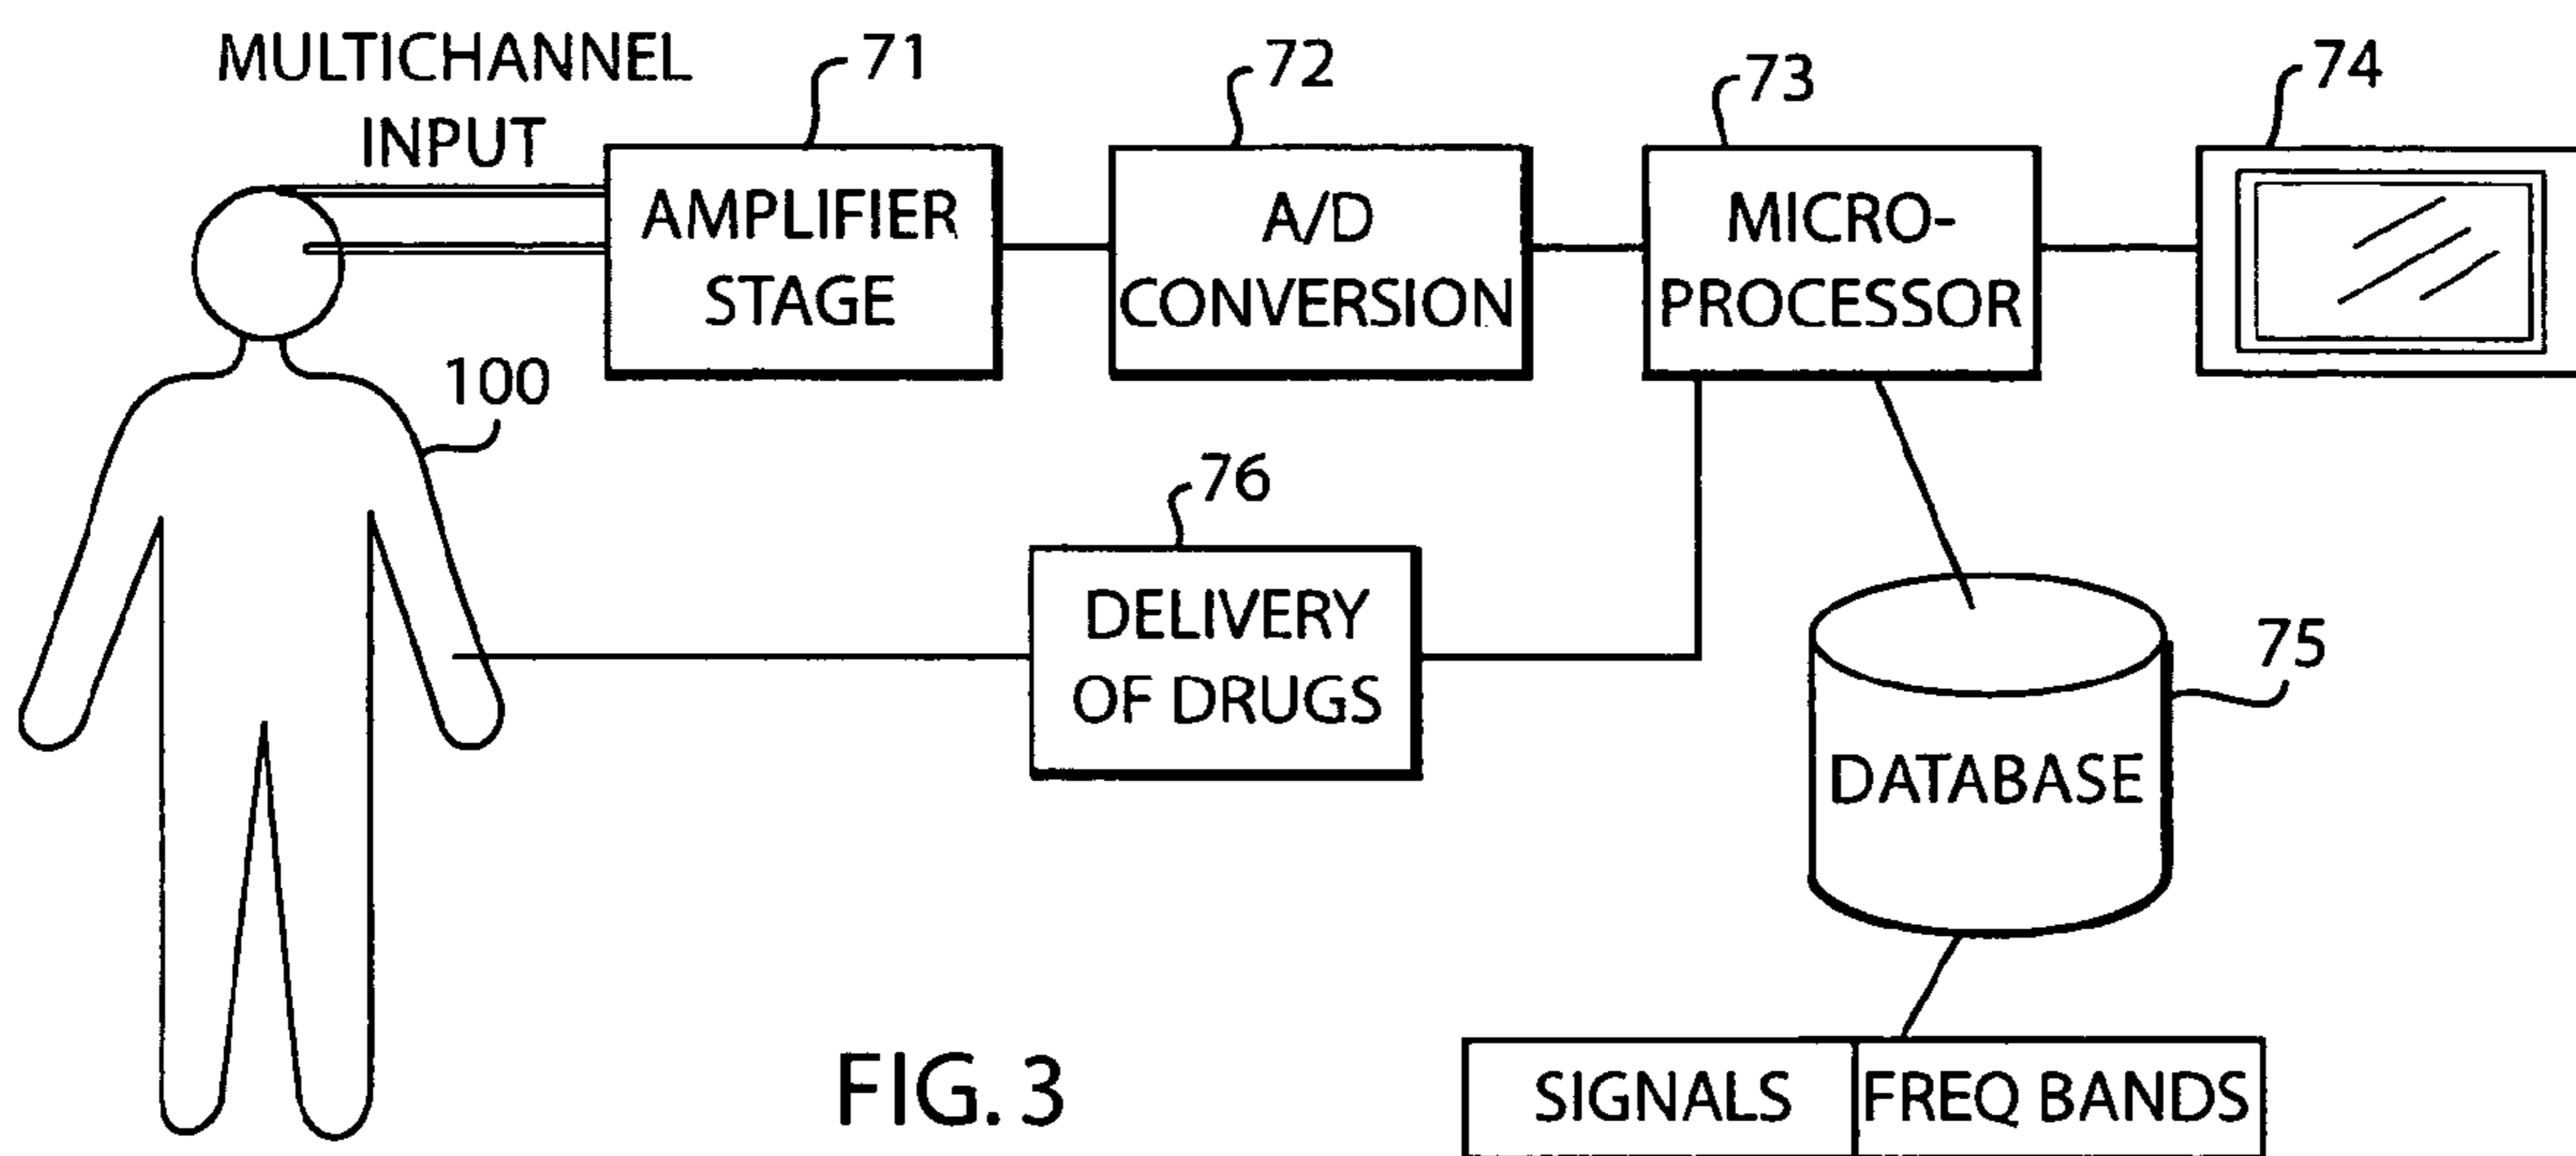 MULTICHANNEL
INPUT
71
72
73
74
AMPLIFIER
STAGE
A/D
CONVERSION
MICRO-
PROCESSOR
100
76
DELIVERY
OF DRUGS
75
DATABASE
FIG. 3
SIGNALS
FREQ BANDS